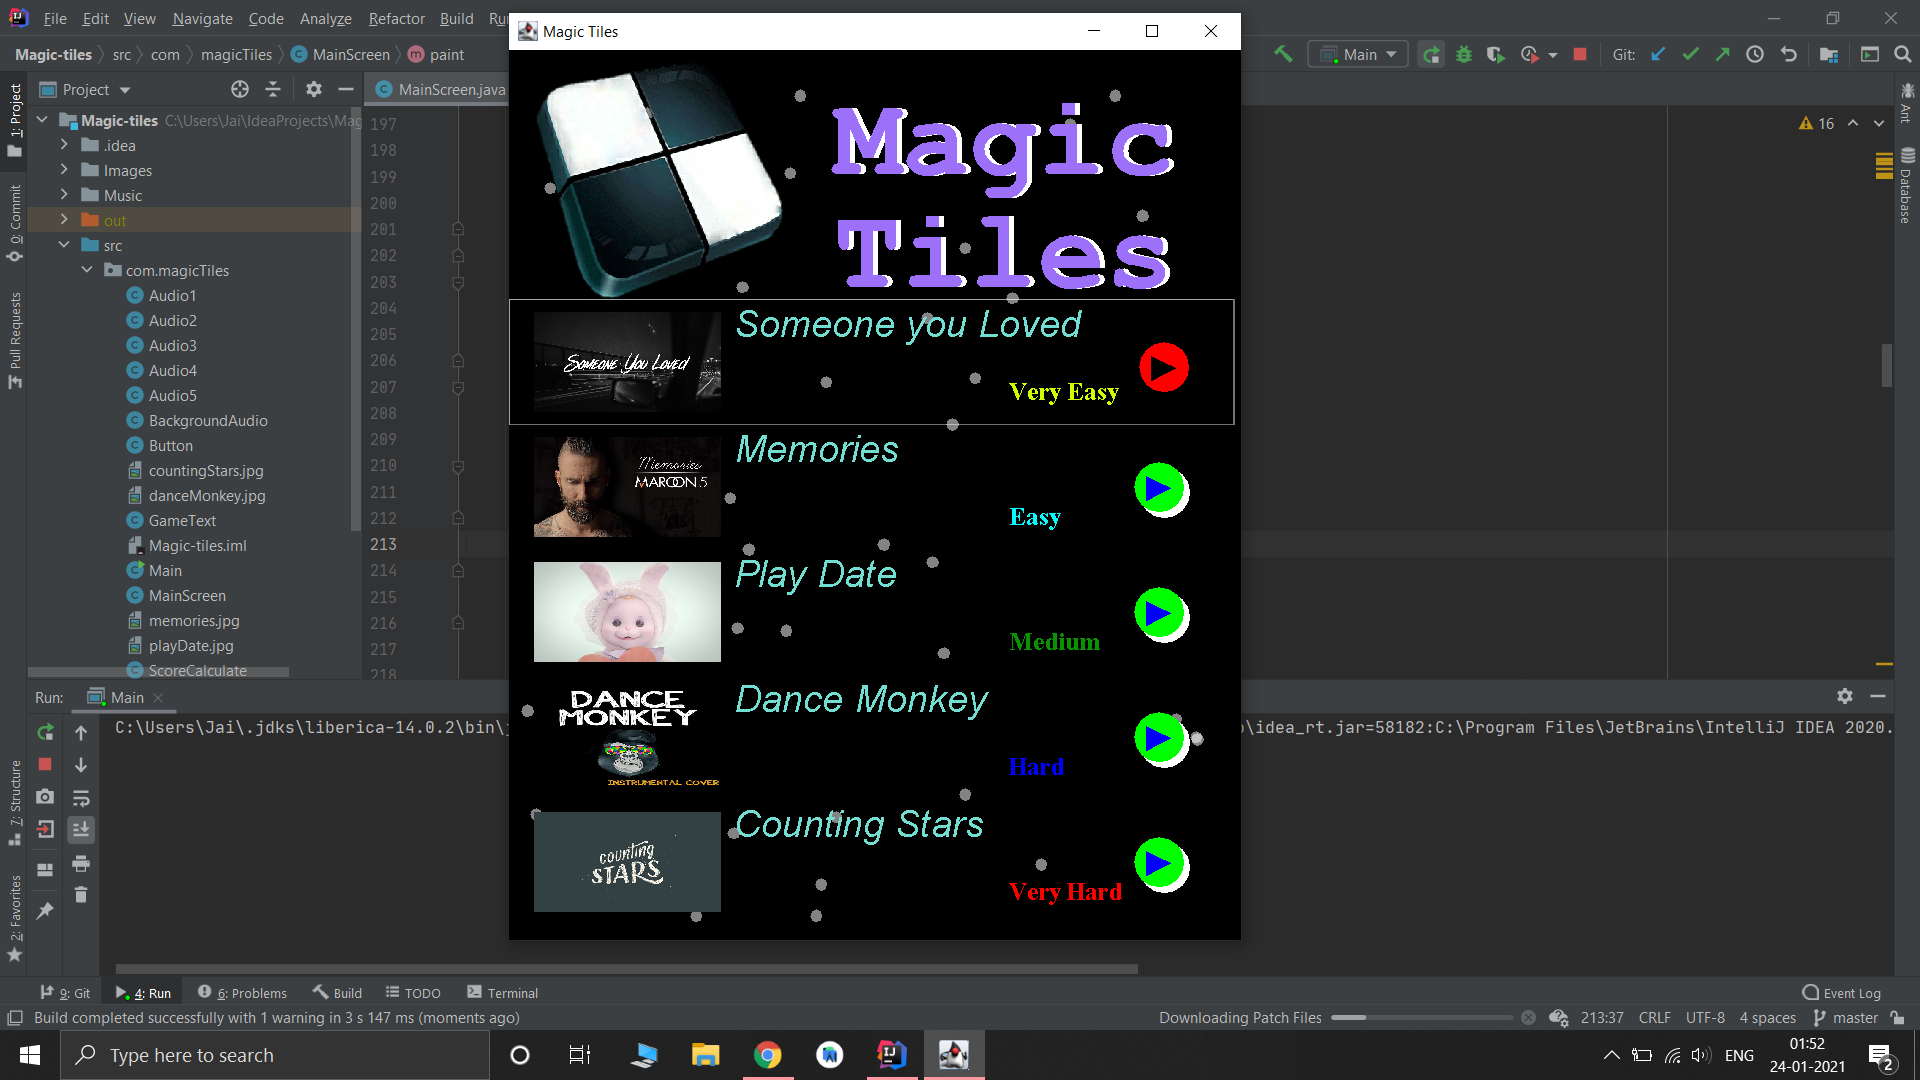 File Edit View Navigate Code Analyze Refactor Build
Magic Tiles
Magic-tiles src com magicTiles MainScreen paint
Main
Git:
Project
MainScreen.java
1: Project
0: Commit
Pull Requests
7: Structure
2: Favorites
Ant
Database
Magic-tiles C:\Users\Jai\IdeaProjects\Mag
.idea
Images
Music
out
src
com.magicTiles
Audio1
Audio2
Audio3
Audio4
Audio5
BackgroundAudio
Button
countingStars.jpg
danceMonkey.jpg
GameText
Magic-tiles.iml
Main
MainScreen
memories.jpg
playDate.jpg
ScoreCalculate
197
198
199
200
201
202
203
204
205
206
207
208
209
210
211
212
213
214
215
216
217
218
16
Magic
Tiles
Someone you Loved
Someone You Loved
Very Easy
Memories
Memories
MAROON 5
Easy
Play Date
Medium
Dance Monkey
DANCE
MONKEY
INSTRUMENTAL COVER
Hard
Counting Stars
counting
STARS
Very Hard
Run: Main
C:\Users\Jai\.jdks\liberica-14.0.2\bin\
\idea_rt.jar=58182:C:\Program Files\JetBrains\IntelliJ IDEA 2020.
9: Git 4: Run 6: Problems Build TODO Terminal Event Log
Build completed successfully with 1 warning in 3 s 147 ms (moments ago) Downloading Patch Files 213:37 CRLF UTF-8 4 spaces master
Type here to search
ENG
01:52
24-01-2021
2